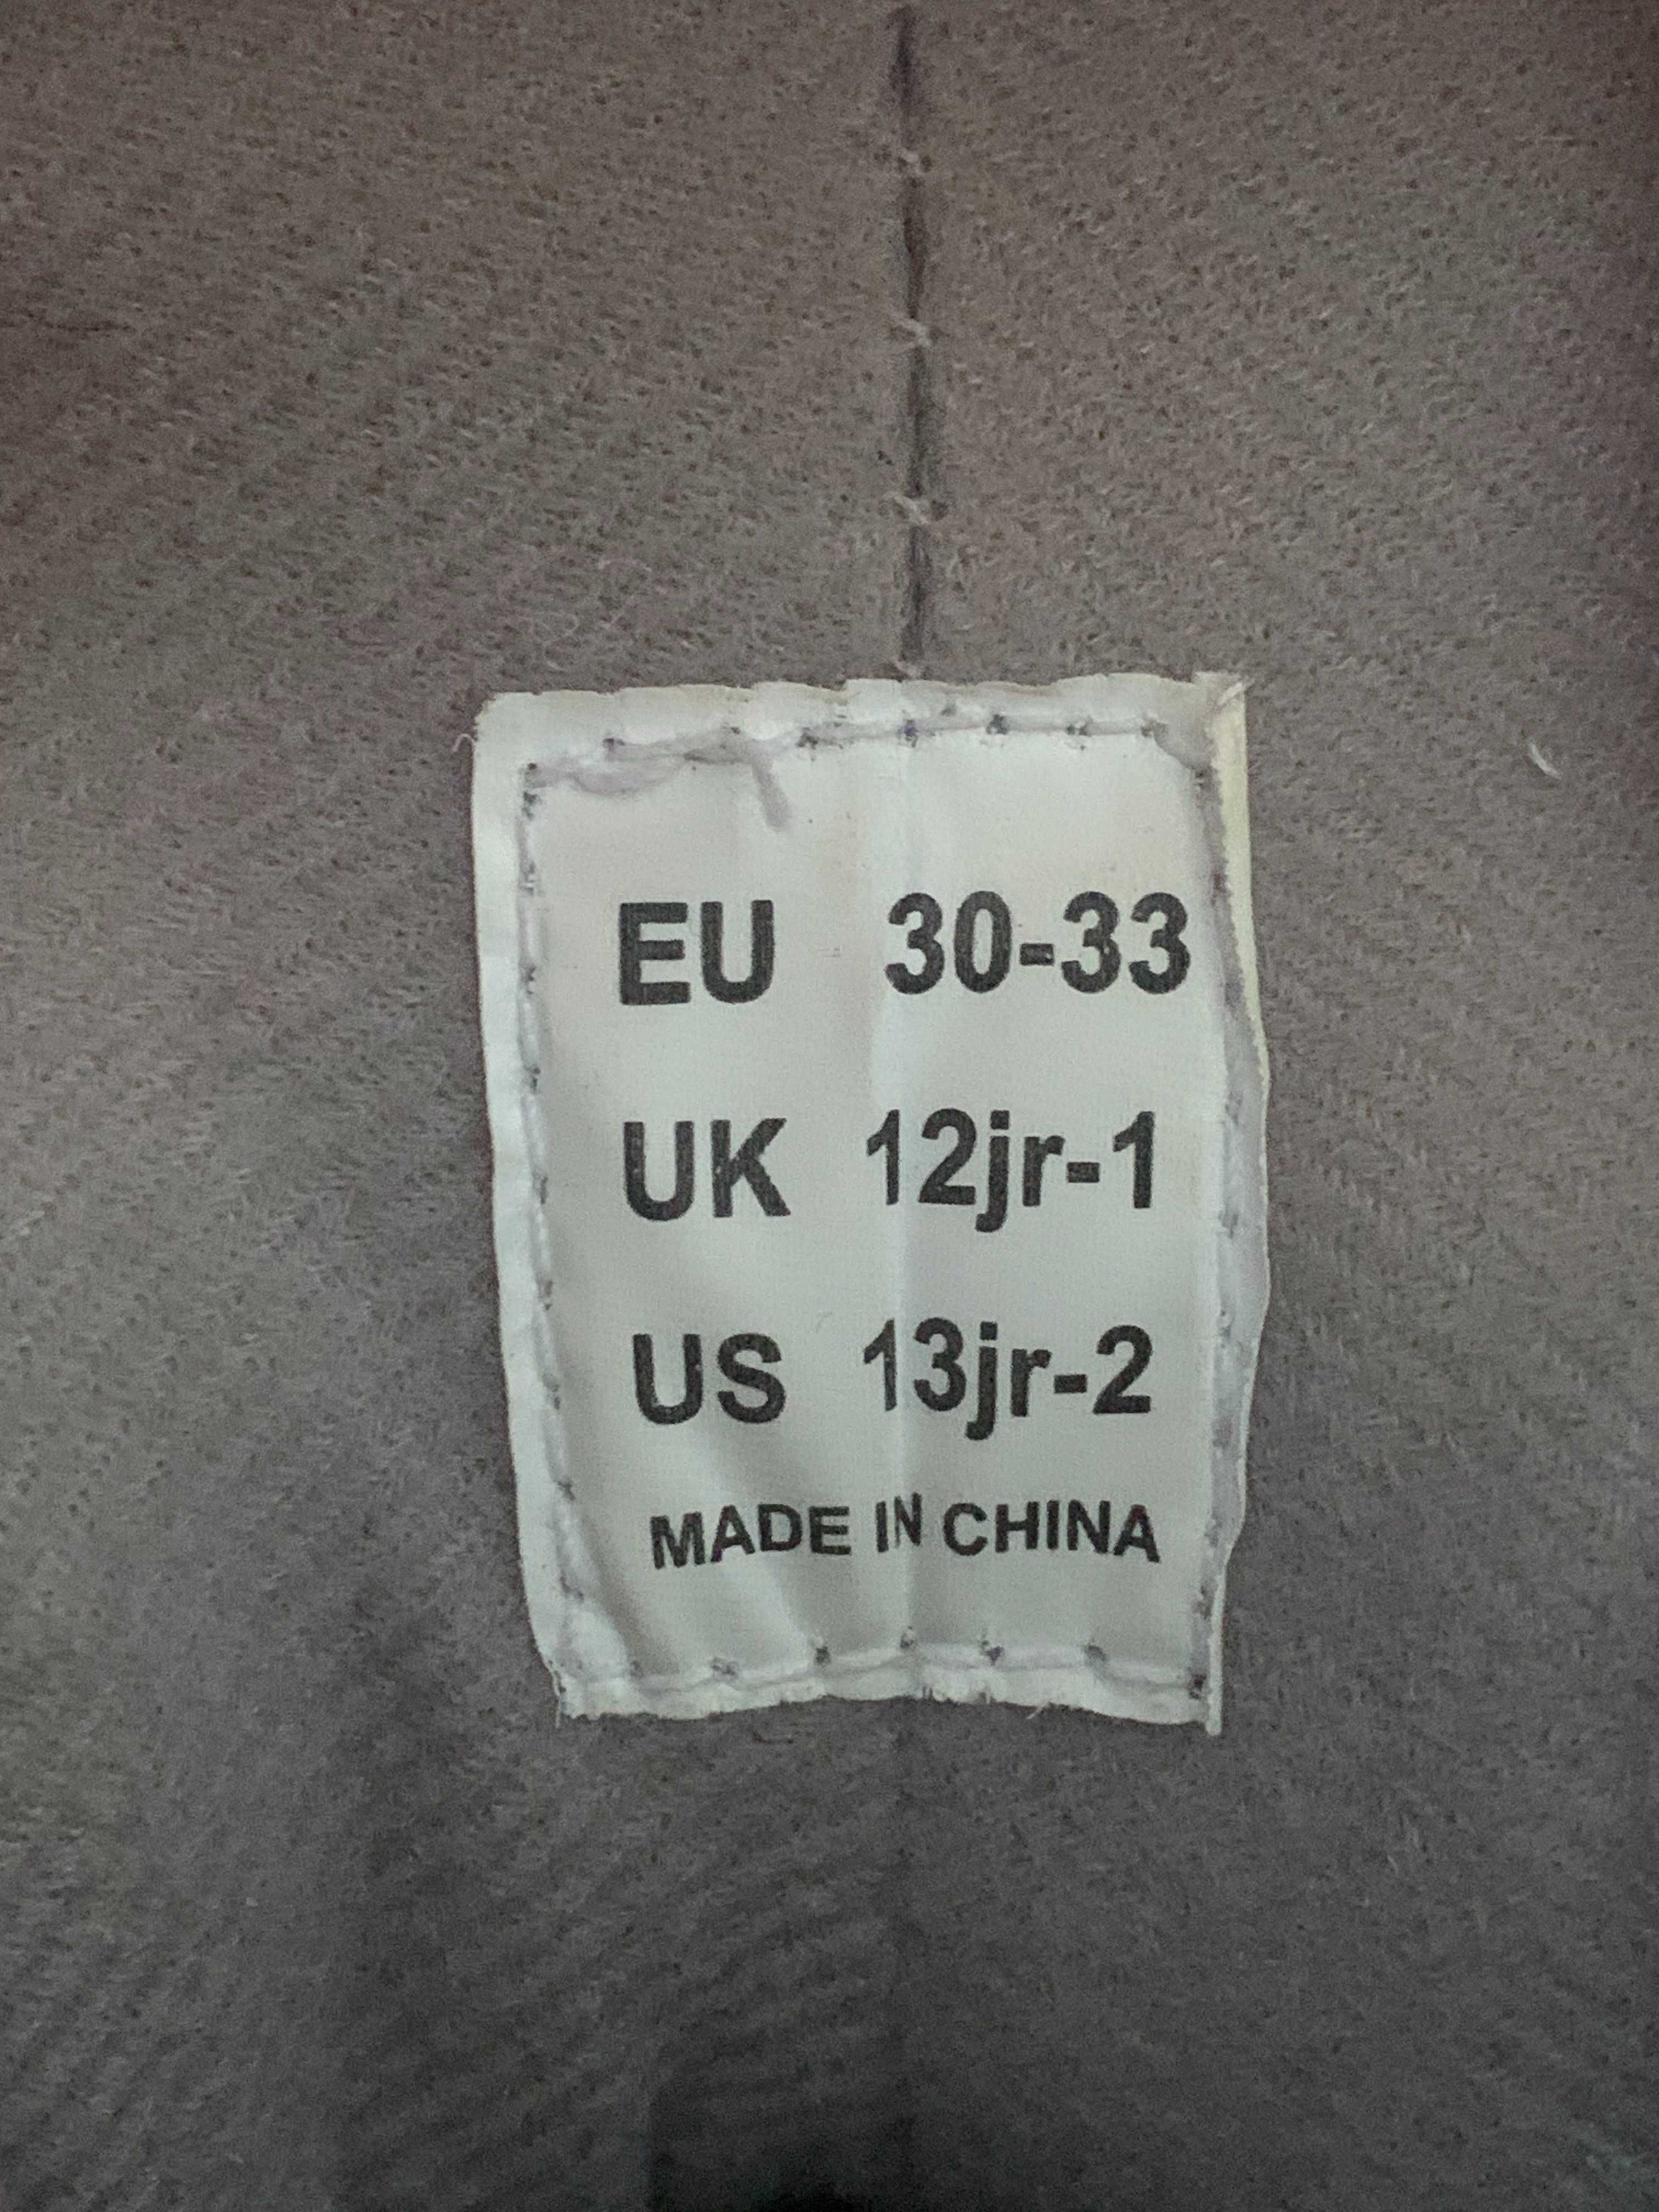 EU 30-33
UK 12jr-1
US 13jr-2
MADE IN CHINA